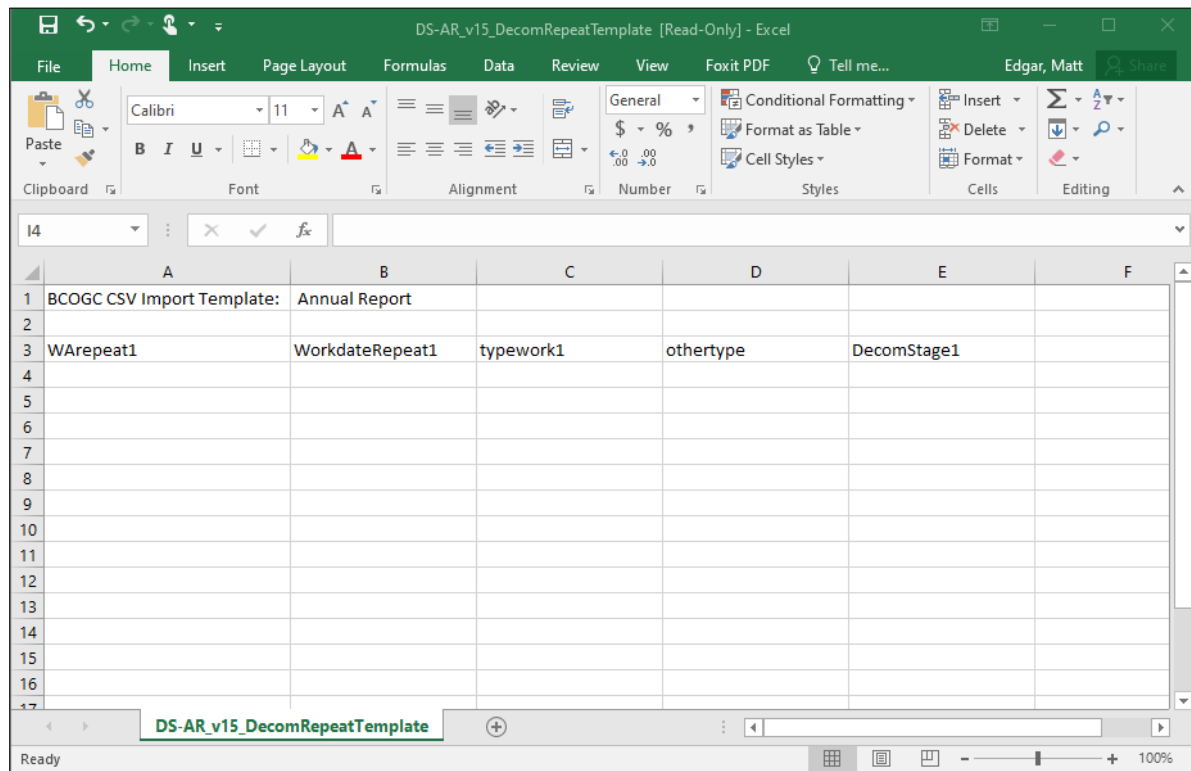 DS-AR_v15_DecomRepeatTemplate [Read-Only] - Excel
File Home Insert Page Layout Formulas Data Review View Foxit PDF Tell me... Edgar, Matt Share
Paste
Calibri 11 A A
B I U A
General
$ % ,
Conditional Formatting
Format as Table
Cell Styles
Insert
Delete
Format
Clipboard Font Alignment Number Styles Cells Editing
I4 fx
A B C D E F
1 BCOGC CSV Import Template: Annual Report
2
3 WArepeat1 WorkdateRepeat1 typework1 othertype DecomStage1
4
5
6
7
8
9
10
11
12
13
14
15
16
17
DS-AR_v15_DecomRepeatTemplate
Ready 100%